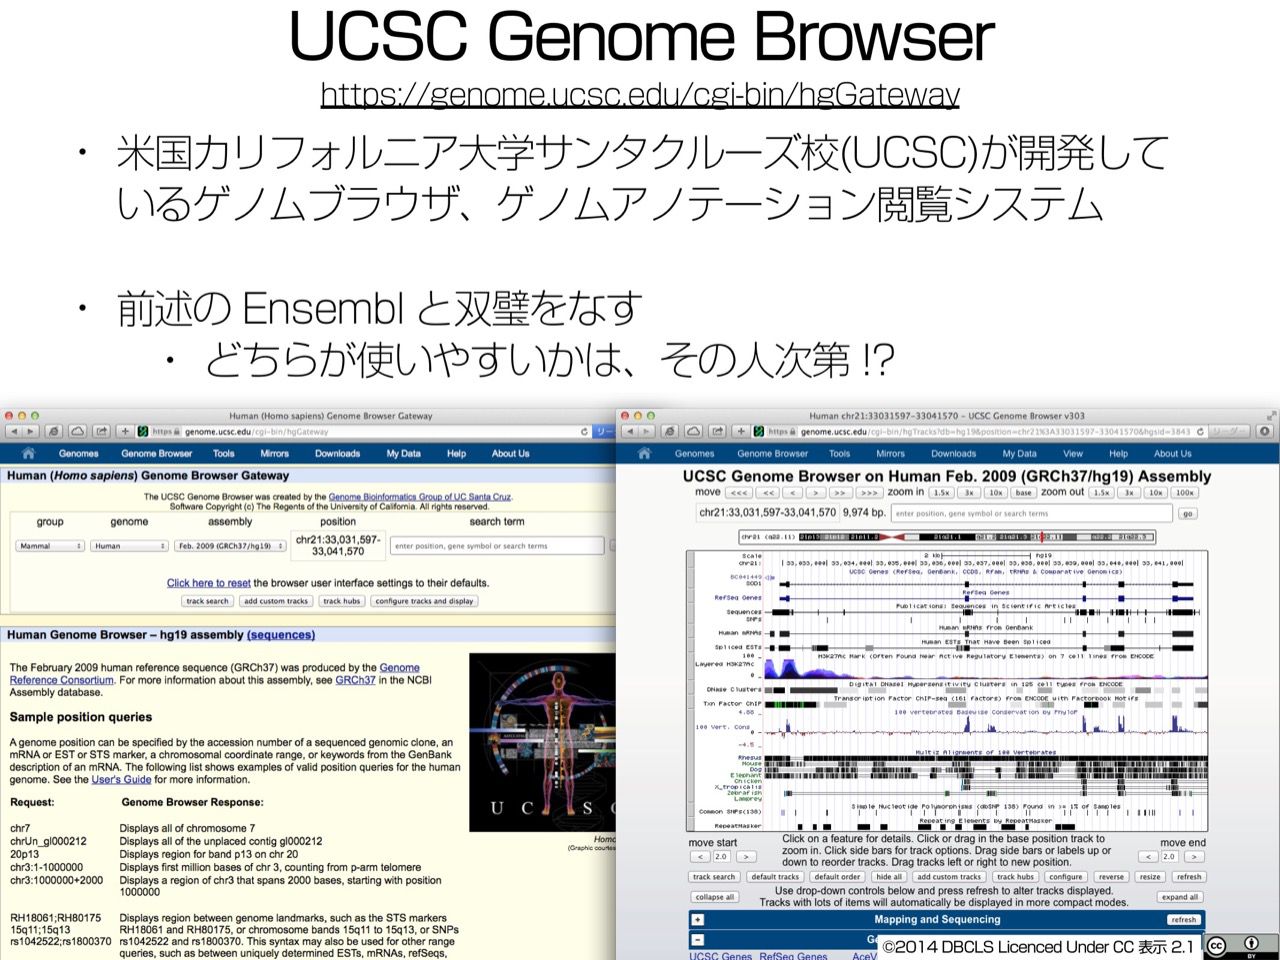 UCSC Genome Browser
https://genome.ucsc.edu/cgi-bin/hgGateway
・ 米国カリフォルニア大学サンタクルーズ校(UCSC)が開発して
いるゲノムブラウザ、ゲノムアノテーション閲覧システム
・ 前述の Ensembl と双璧をなす
・ どちらが使いやすいかは、その人次第 !?
Human (Homo sapiens) Genome Browser Gateway
https genome.ucsc.edu/cgi-bin/hgGateway
Genomes Genome Browser Tools Mirrors Downloads My Data Help About Us
Human (Homo sapiens) Genome Browser Gateway
The UCSC Genome Browser was created by the Genome Bioinformatics Group of UC Santa Cruz.
Software Copyright (c) The Regents of the University of California. All rights reserved.
group genome assembly position search term
Mammal Human Feb. 2009 (GRCh37/hg19) chr21:33,031,597-
33,041,570 enter position, gene symbol or search terms
Click here to reset the browser user interface settings to their defaults.
track search add custom tracks track hubs configure tracks and display
Human Genome Browser – hg19 assembly (sequences)
The February 2009 human reference sequence (GRCh37) was produced by the Genome
Reference Consortium. For more information about this assembly, see GRCh37 in the NCBI
Assembly database.
Sample position queries
A genome position can be specified by the accession number of a sequenced genomic clone, an
mRNA or EST or STS marker, a chromosomal coordinate range, or keywords from the GenBank
description of an mRNA. The following list shows examples of valid position queries for the human
genome. See the User's Guide for more information.
Request: Genome Browser Response:
chr7 Displays all of chromosome 7
chrUn_gl000212 Displays all of the unplaced contig gl000212
20p13 Displays region for band p13 on chr 20
chr3:1-1000000 Displays first million bases of chr 3, counting from p-arm telomere
chr3:1000000+2000 Displays a region of chr3 that spans 2000 bases, starting with position
1000000
RH18061;RH80175 Displays region between genome landmarks, such as the STS markers
15q11;15q13 RH18061 and RH80175, or chromosome bands 15q11 to 15q13, or SNPs
rs1042522;rs1800370 rs1042522 and rs1800370. This syntax may also be used for other range
queries, such as between uniquely determined ESTs, mRNAs, refSeqs,
U C S C
Homo
(Graphic courtes
Human chr21:33031597-33041570 – UCSC Genome Browser v303
https genome.ucsc.edu/cgi-bin/hgTracks?db=hg19&position=chr21%3A33031597-33041570&hgsid=3843 リーダー
Genomes Genome Browser Tools Mirrors Downloads My Data View Help About Us
UCSC Genome Browser on Human Feb. 2009 (GRCh37/hg19) Assembly
move <<< << < > >> >>> zoom in 1.5x 3x 10x base zoom out 1.5x 3x 10x 100x
chr21:33,031,597-33,041,570 9,974 bp. enter position, gene symbol or search terms go
chr21 (q22.11)
Scale 2 kb hg19
chr21: 33,033,000 33,034,000 33,035,000 33,036,000 33,037,000 33,038,000 33,039,000 33,040,000 33,041,000
UCSC Genes (RefSeq, GenBank, CCDS, Rfam, tRNAs & Comparative Genomics)
BC041449
SOD1
RefSeq Genes
RefSeq Genes
Publications: Sequences in Scientific Articles
Sequences
SNPs
Human mRNAs from GenBank
Human mRNAs
Human ESTs That Have Been Spliced
Spliced ESTs
H3K27Ac Mark (Often Found Near Active Regulatory Elements) on 7 cell lines from ENCODE
100
Layered H3K27Ac
0
Digital DNaseI Hypersensitivity Clusters in 125 cell types from ENCODE
DNase Clusters
Transcription Factor ChIP-seq (161 factors) from ENCODE with Factorbook Motifs
Txn Factor ChIP
4.88 100 vertebrates Basewise Conservation by PhyloP
100 Vert. Cons
-4.5
Multiz Alignments of 100 Vertebrates
Rhesus
Mouse
Dog
Elephant
Chicken
X_tropicalis
Zebrafish
Lamprey
Simple Nucleotide Polymorphisms (dbSNP 138) Found in >= 1% of Samples
Common SNPs(138)
Repeating Elements by RepeatMasker
RepeatMasker
move start Click on a feature for details. Click or drag in the base position track to move end
< 2.0 > zoom in. Click side bars for track options. Drag side bars or labels up or < 2.0 >
down to reorder tracks. Drag tracks left or right to new position.
track search default tracks default order hide all add custom tracks track hubs configure reverse resize refresh
collapse all Use drop-down controls below and press refresh to alter tracks displayed. expand all
Tracks with lots of items will automatically be displayed in more compact modes.
+ Mapping and Sequencing refresh
- Ge
UCSC Genes RefSeq Genes AceV
©2014 DBCLS Licenced Under CC 表示 2.1 CC BY